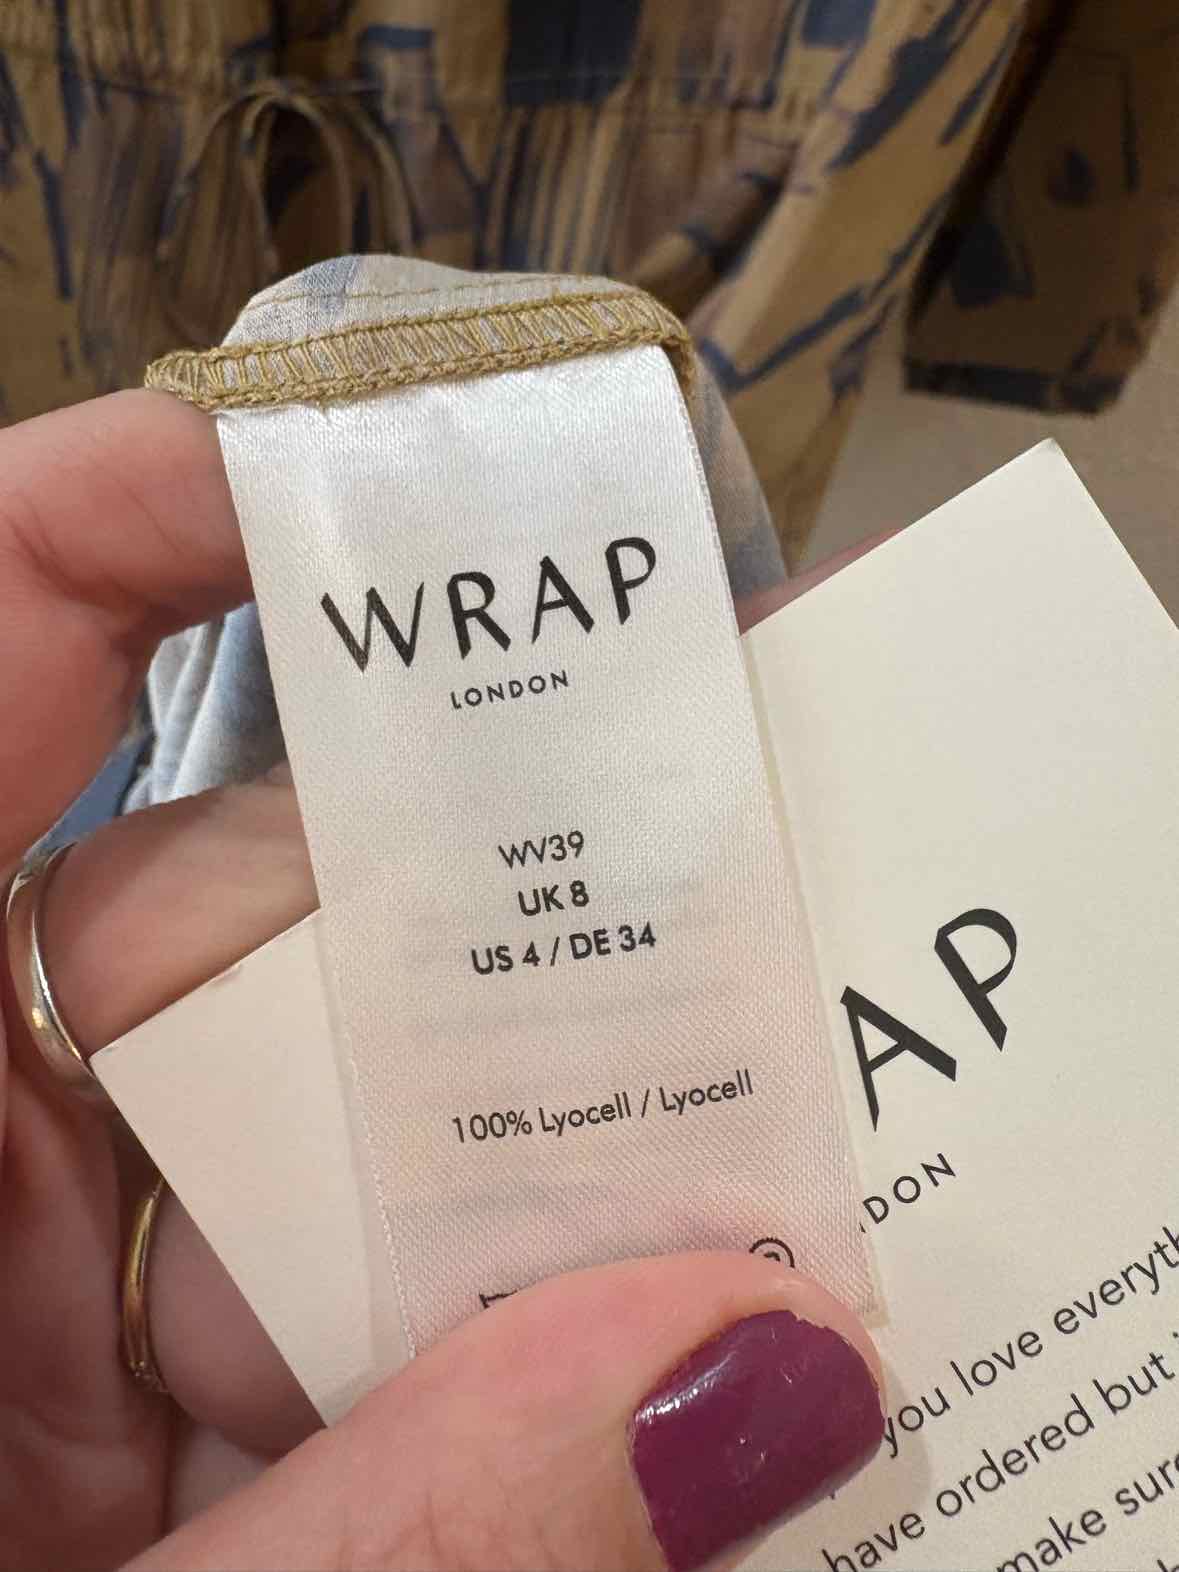 WRAP
LONDON
WV39
UK 8
US 4 / DE 34
100% Lyocell / Lyocell
AP
DON
you love everyth
have ordered but
make sure